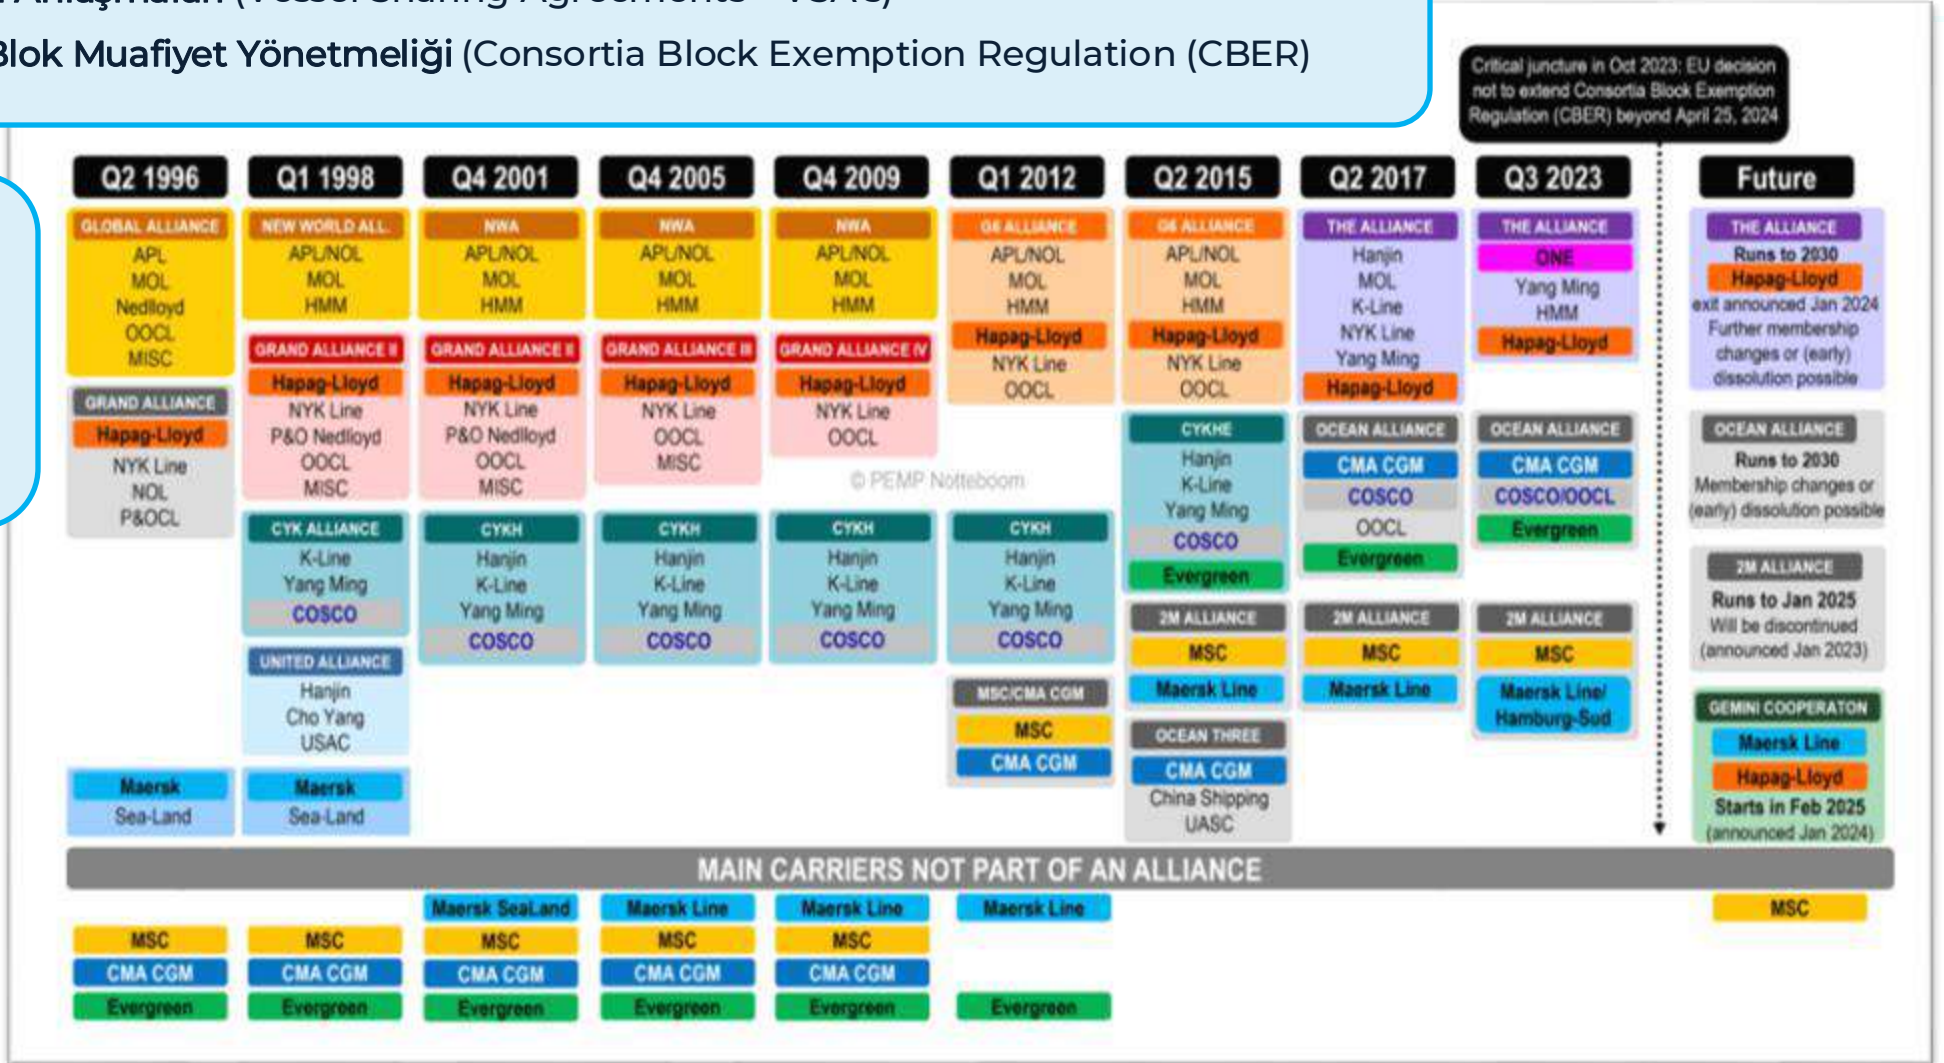 Anlaşmaları (Vessel Sharing Agreements - VSAs)
Blok Muafiyet Yönetmeliği (Consortia Block Exemption Regulation (CBER)
Critical juncture in Oct 2023: EU decision
not to extend Consortia Block Exemption
Regulation (CBER) beyond April 25, 2024
Q2 1996
GLOBAL ALLIANCE
APL
MOL
Nedlloyd
OOCL
MISC
GRAND ALLIANCE
Hapag-Lloyd
NYK Line
NOL
P&OCL
Maersk
Sea-Land
Q1 1998
NEW WORLD ALL.
APL/NOL
MOL
HMM
GRAND ALLIANCE II
Hapag-Lloyd
NYK Line
P&O Nedlloyd
OOCL
MISC
CYK ALLIANCE
K-Line
Yang Ming
COSCO
UNITED ALLIANCE
Hanjin
Cho Yang
USAC
Maersk
Sea-Land
Q4 2001
NWA
APL/NOL
MOL
HMM
GRAND ALLIANCE II
Hapag-Lloyd
NYK Line
P&O Nedlloyd
OOCL
MISC
CYKH
Hanjin
K-Line
Yang Ming
COSCO
Q4 2005
NWA
APL/NOL
MOL
HMM
GRAND ALLIANCE III
Hapag-Lloyd
NYK Line
OOCL
MISC
CYKH
Hanjin
K-Line
Yang Ming
COSCO
Q4 2009
NWA
APL/NOL
MOL
HMM
GRAND ALLIANCE IV
Hapag-Lloyd
NYK Line
OOCL
© PEMP Notteboom
CYKH
Hanjin
K-Line
Yang Ming
COSCO
Q1 2012
G6 ALLIANCE
APL/NOL
MOL
HMM
Hapag-Lloyd
NYK Line
OOCL
CYKH
Hanjin
K-Line
Yang Ming
COSCO
MSC/CMA CGM
MSC
CMA CGM
Q2 2015
G6 ALLIANCE
APL/NOL
MOL
HMM
Hapag-Lloyd
NYK Line
OOCL
CYKHE
Hanjin
K-Line
Yang Ming
COSCO
Evergreen
2M ALLIANCE
MSC
Maersk Line
OCEAN THREE
CMA CGM
China Shipping
UASC
Q2 2017
THE ALLIANCE
Hanjin
MOL
K-Line
NYK Line
Yang Ming
Hapag-Lloyd
OCEAN ALLIANCE
CMA CGM
COSCO
OOCL
Evergreen
2M ALLIANCE
MSC
Maersk Line
Q3 2023
THE ALLIANCE
ONE
Yang Ming
HMM
Hapag-Lloyd
OCEAN ALLIANCE
CMA CGM
COSCO/OOCL
Evergreen
2M ALLIANCE
MSC
Maersk Line/
Hamburg-Sud
Future
THE ALLIANCE
Runs to 2030
Hapag-Lloyd
exit announced Jan 2024
Further membership
changes or (early)
dissolution possible
OCEAN ALLIANCE
Runs to 2030
Membership changes or
(early) dissolution possible
2M ALLIANCE
Runs to Jan 2025
Will be discontinued
(announced Jan 2023)
GEMINI COOPERATON
Maersk Line
Hapag-Lloyd
Starts in Feb 2025
(announced Jan 2024)
MAIN CARRIERS NOT PART OF AN ALLIANCE
MSC
CMA CGM
Evergreen
MSC
CMA CGM
Evergreen
Maersk SeaLand
MSC
CMA CGM
Evergreen
Maersk Line
MSC
CMA CGM
Evergreen
Maersk Line
MSC
CMA CGM
Evergreen
Maersk Line
Evergreen
MSC